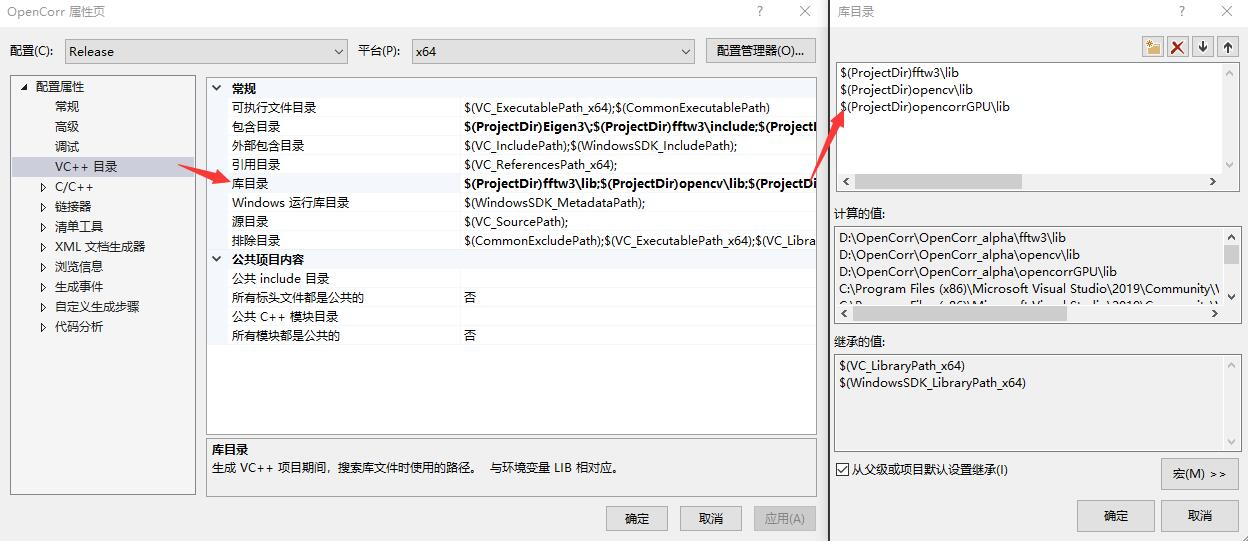 OpenCorr 属性页
配置(C):
Release
平台(P):
x64
配置管理器(O)...
配置属性
常规
高级
调试
VC++ 目录
C/C++
链接器
清单工具
XML 文档生成器
浏览信息
生成事件
自定义生成步骤
代码分析
常规
可执行文件目录 $(VC_ExecutablePath_x64);$(CommonExecutablePath)
包含目录 $(ProjectDir)Eigen3\;$(ProjectDir)fftw3\include;$(Project
外部包含目录 $(VC_IncludePath);$(WindowsSDK_IncludePath);
引用目录 $(VC_ReferencesPath_x64);
库目录 $(ProjectDir)fftw3\lib;$(ProjectDir)opencv\lib;$(ProjectDi
Windows 运行库目录 $(WindowsSDK_MetadataPath);
源目录 $(VC_SourcePath);
排除目录 $(CommonExcludePath);$(VC_ExecutablePath_x64);$(VC_Libra
公共项目内容
公共 include 目录
所有标头文件都是公共的 否
公共 C++ 模块目录
所有模块都是公共的 否
库目录
生成 VC++ 项目期间，搜索库文件时使用的路径。 与环境变量 LIB 相对应。
确定
取消
应用(A)
库目录
$(ProjectDir)fftw3\lib
$(ProjectDir)opencv\lib
$(ProjectDir)opencorrGPU\lib
计算的值:
D:\OpenCorr\OpenCorr_alpha\fftw3\lib
D:\OpenCorr\OpenCorr_alpha\opencv\lib
D:\OpenCorr\OpenCorr_alpha\opencorrGPU\lib
C:\Program Files (x86)\Microsoft Visual Studio\2019\Community\
继承的值:
$(VC_LibraryPath_x64)
$(WindowsSDK_LibraryPath_x64)
从父级或项目默认设置继承(I)
宏(M) >>
确定
取消